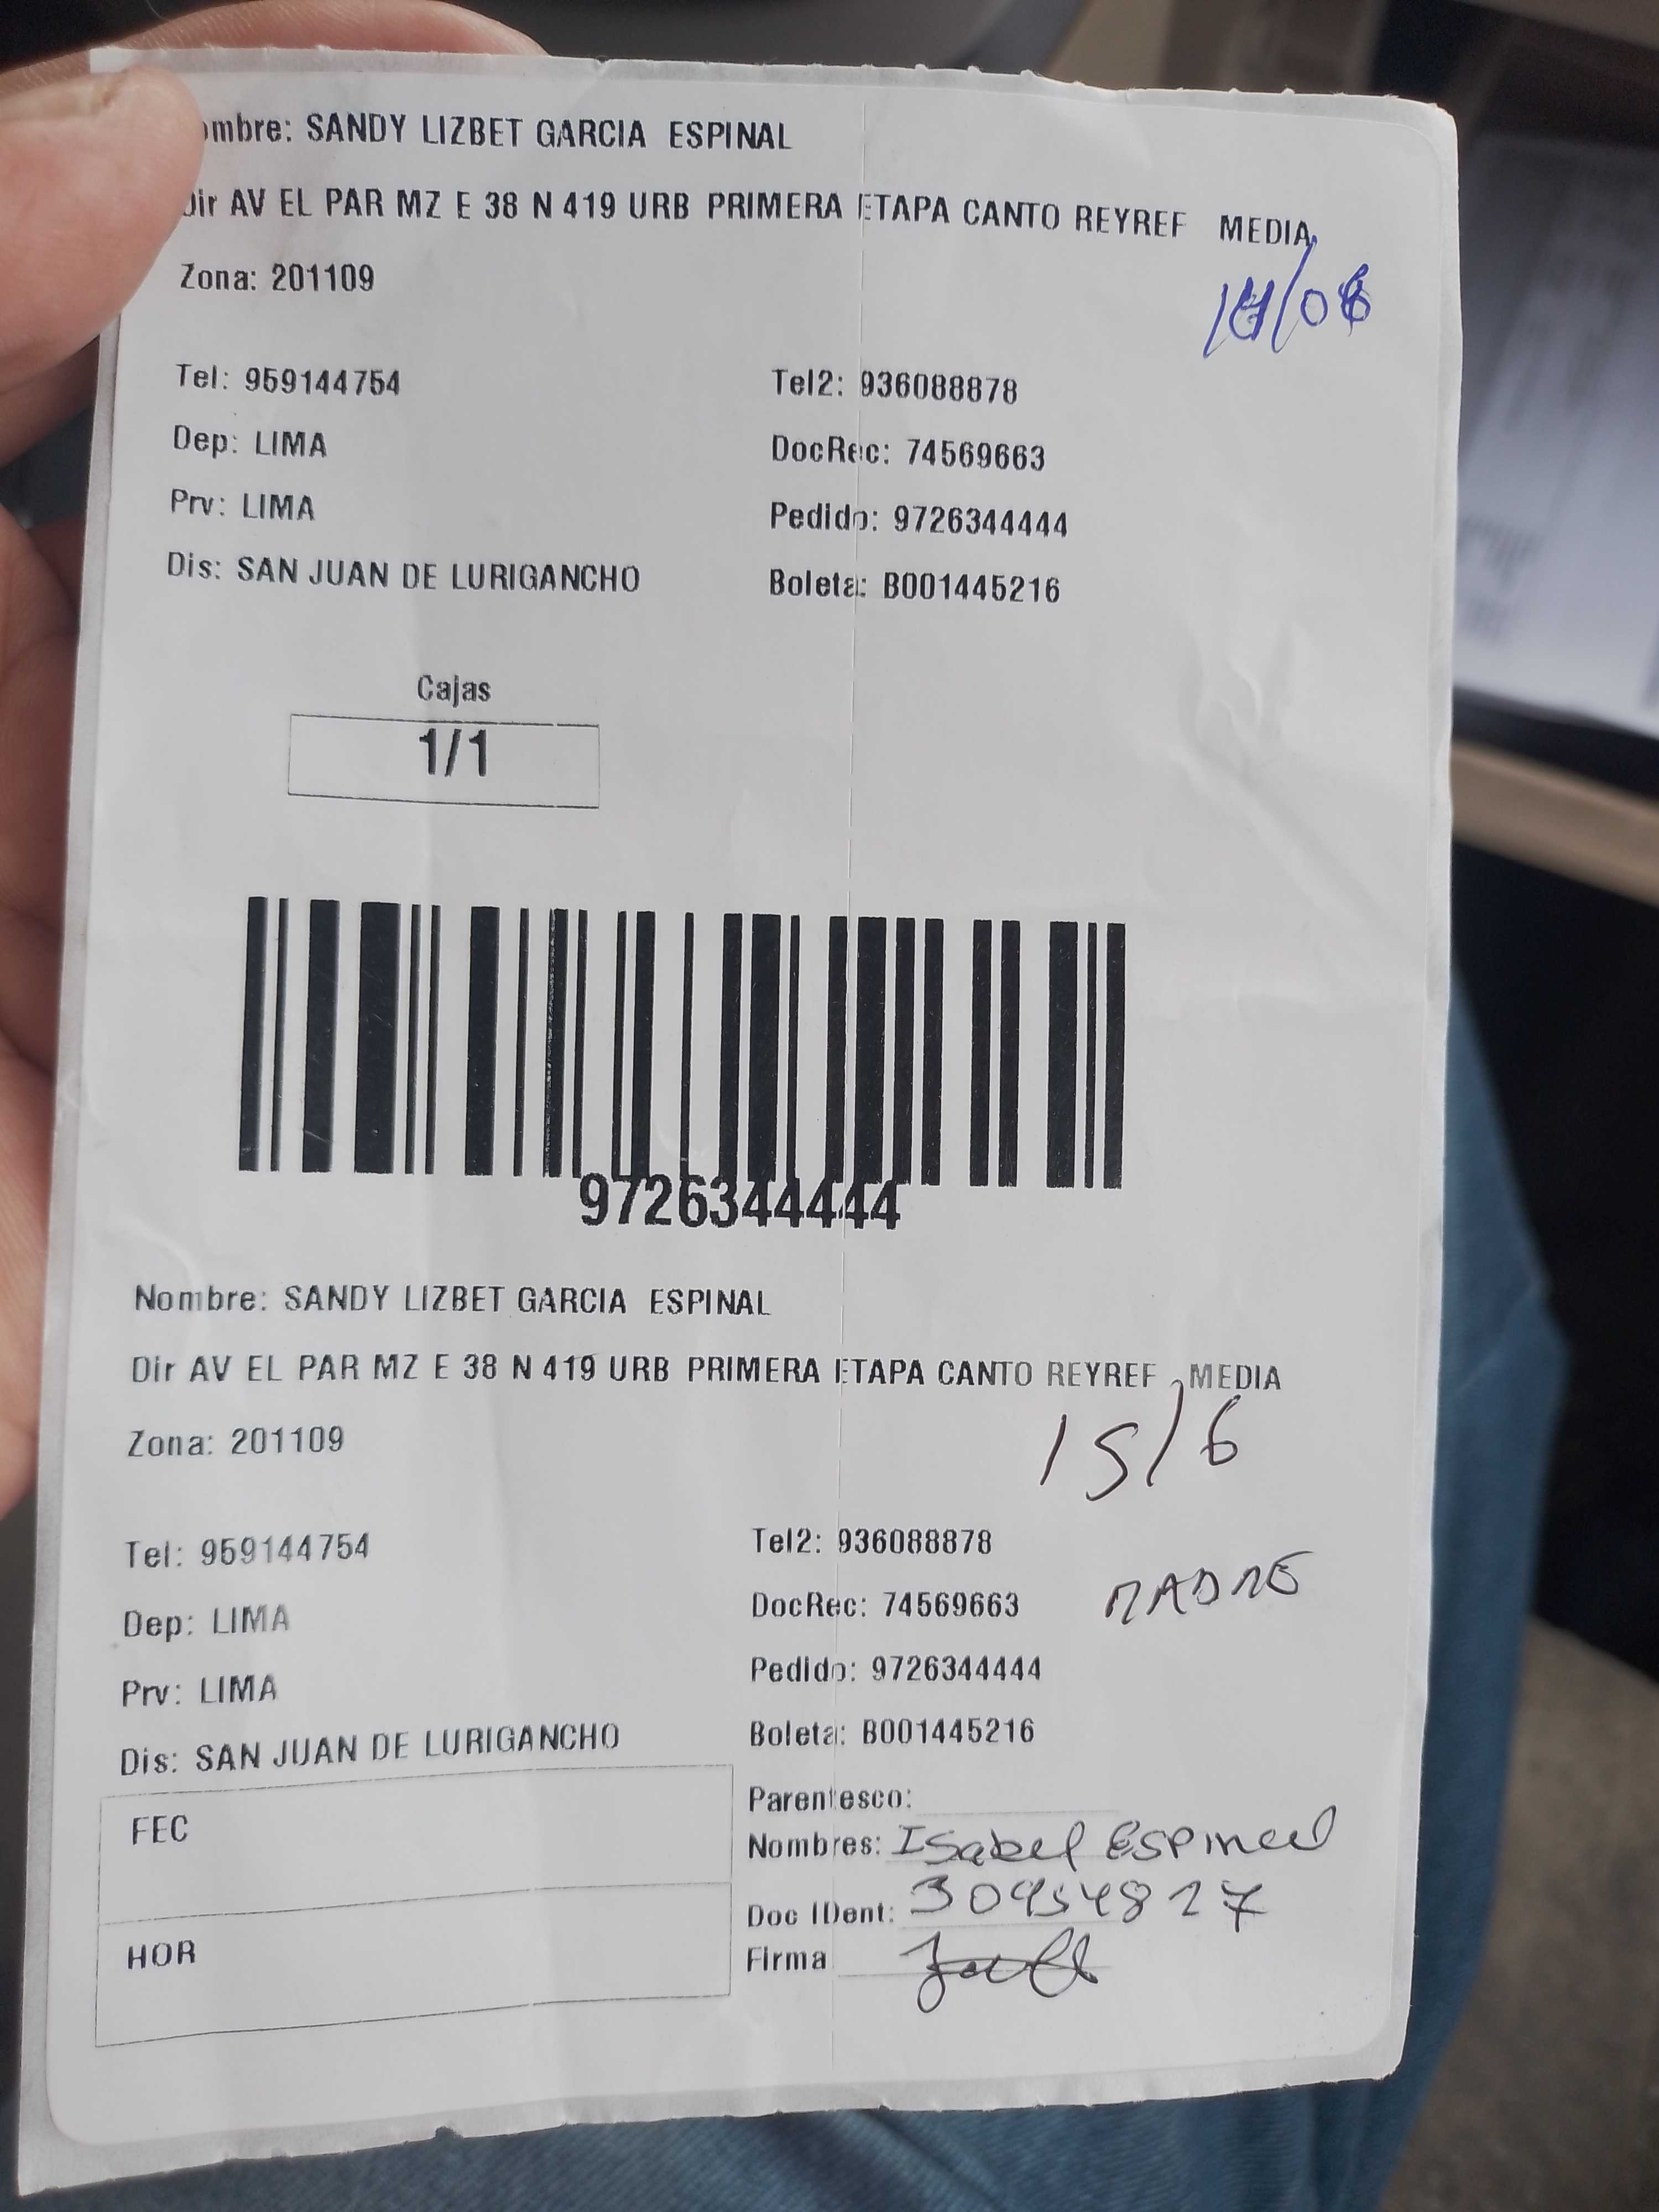 ombre: SANDY LIZBET GARCIA ESPINAL
Dir AV EL PAR MZ E 38 N 419 URB PRIMERA ETAPA CANTO REYREF MEDIA
Zona: 201109
Tel: 959144754
Tel2: 936088878
Dep: LIMA
DocRec: 74569663
Prv: LIMA
Pedido: 9726344444
Dis: SAN JUAN DE LURIGANCHO
Boleta: B001445216
Cajas
1/1
9726344444
Nombre: SANDY LIZBET GARCIA ESPINAL
Dir AV EL PAR MZ E 38 N 419 URB PRIMERA ETAPA CANTO REYREF MEDIA
15/6
Zona: 201109
Tel: 959144754
Tel2: 936088878
Dep: LIMA
DocRec: 74569663
MADRE
Prv: LIMA
Pedido: 9726344444
Dis: SAN JUAN DE LURIGANCHO
Boleta: B001445216
FEC
HOR
Parentesco:
Nombres: Isabel Espinal
Doc IDent: 30954827
Firma